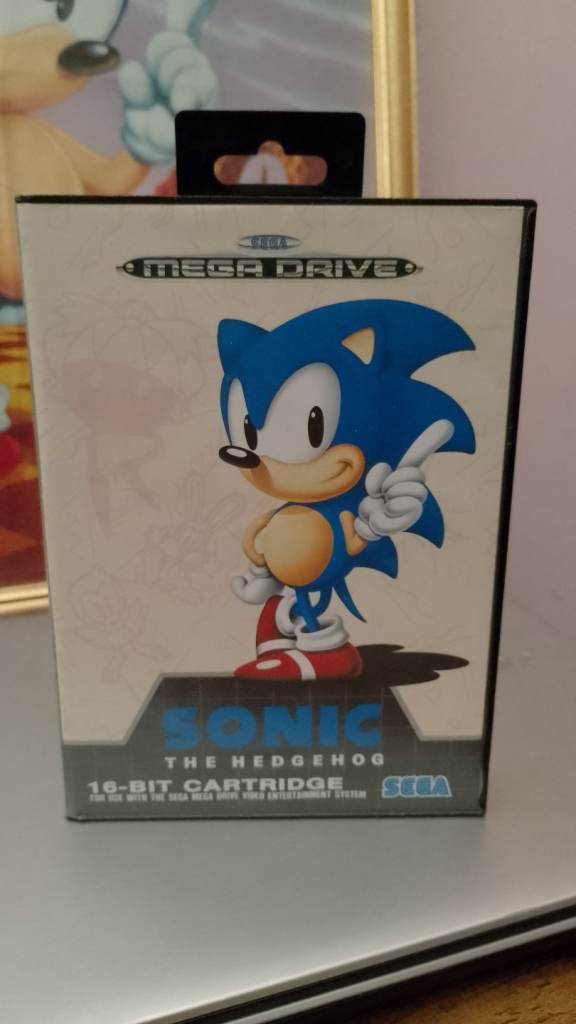 SEGA
MEGA DRIVE
SONIC
THE HEDGEHOG
16-BIT CARTRIDGE
FOR USE WITH THE SEGA MEGA DRIVE VIDEO ENTERTAINMENT SYSTEM
SEGA